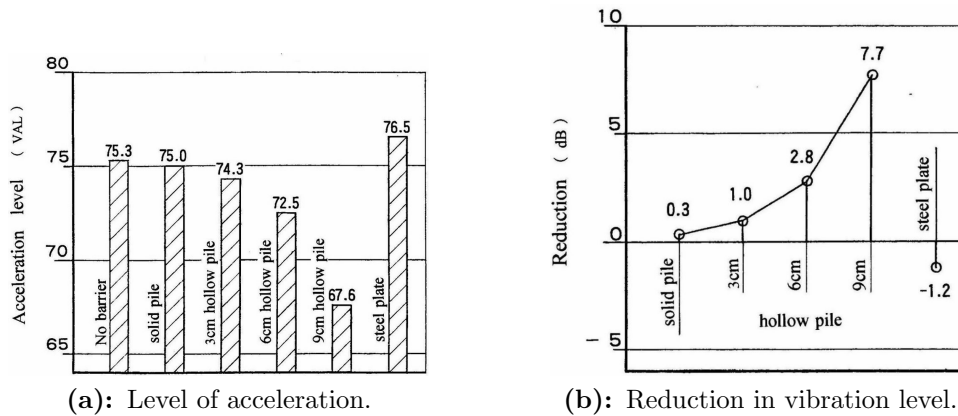 80
75
70
65
Acceleration level (VAL)
75.3
75.0
74.3
72.5
67.6
76.5
No barrier
solid pile
3cm hollow pile
6cm hollow pile
9cm hollow pile
steel plate
(a): Level of acceleration.
10
5
0
-5
Reduction (dB)
0.3
1.0
2.8
7.7
-1.2
solid pile
3cm
6cm
9cm
steel plate
hollow pile
(b): Reduction in vibration level.